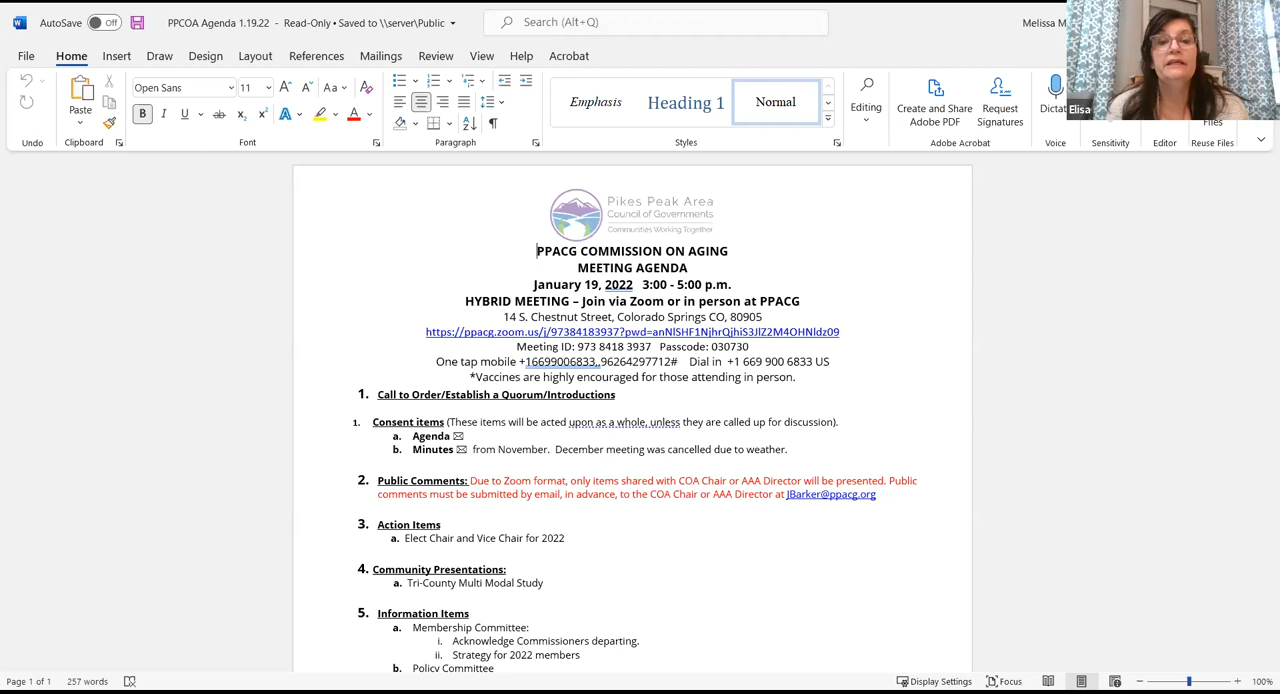 AutoSave Off PPCOA Agenda 1.19.22 - Read-Only • Saved to \\server\Public Search (Alt+Q) Melissa M
File Home Insert Draw Design Layout References Mailings Review View Help Acrobat
Paste
Open Sans 11 Aa
B I U ab x₂ x² A A
Emphasis Heading 1 Normal
Editing
Create and Share Adobe PDF
Request Signatures
Dictat
Files
Elisa
Undo Clipboard Font Paragraph Styles Adobe Acrobat Voice Sensitivity Editor Reuse Files
Pikes Peak Area
Council of Governments
Communities Working Together
PPACG COMMISSION ON AGING
MEETING AGENDA
January 19, 2022 3:00 - 5:00 p.m.
HYBRID MEETING – Join via Zoom or in person at PPACG
14 S. Chestnut Street, Colorado Springs CO, 80905
https://ppacg.zoom.us/j/97384183937?pwd=anNlSHF1NjhrQjhiS3JlZ2M4OHNldz09
Meeting ID: 973 8418 3937 Passcode: 030730
One tap mobile +16699006833,,96264297712# Dial in +1 669 900 6833 US
*Vaccines are highly encouraged for those attending in person.
1. Call to Order/Establish a Quorum/Introductions
1. Consent items (These items will be acted upon as a whole, unless they are called up for discussion).
a. Agenda ✉
b. Minutes ✉ from November. December meeting was cancelled due to weather.
2. Public Comments: Due to Zoom format, only items shared with COA Chair or AAA Director will be presented. Public
comments must be submitted by email, in advance, to the COA Chair or AAA Director at JBarker@ppacg.org
3. Action Items
a. Elect Chair and Vice Chair for 2022
4. Community Presentations:
a. Tri-County Multi Modal Study
5. Information Items
a. Membership Committee:
i. Acknowledge Commissioners departing.
ii. Strategy for 2022 members
b. Policy Committee
Page 1 of 1 257 words Display Settings Focus 100%